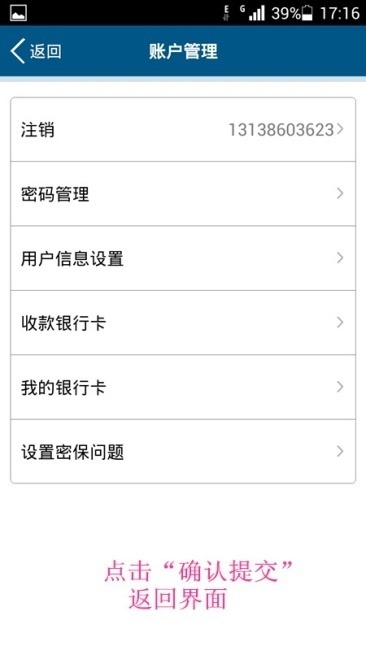 E G 39% 17:16
返回 账户管理
注销 13138603623
密码管理
用户信息设置
收款银行卡
我的银行卡
设置密保问题
点击“确认提交”
返回界面